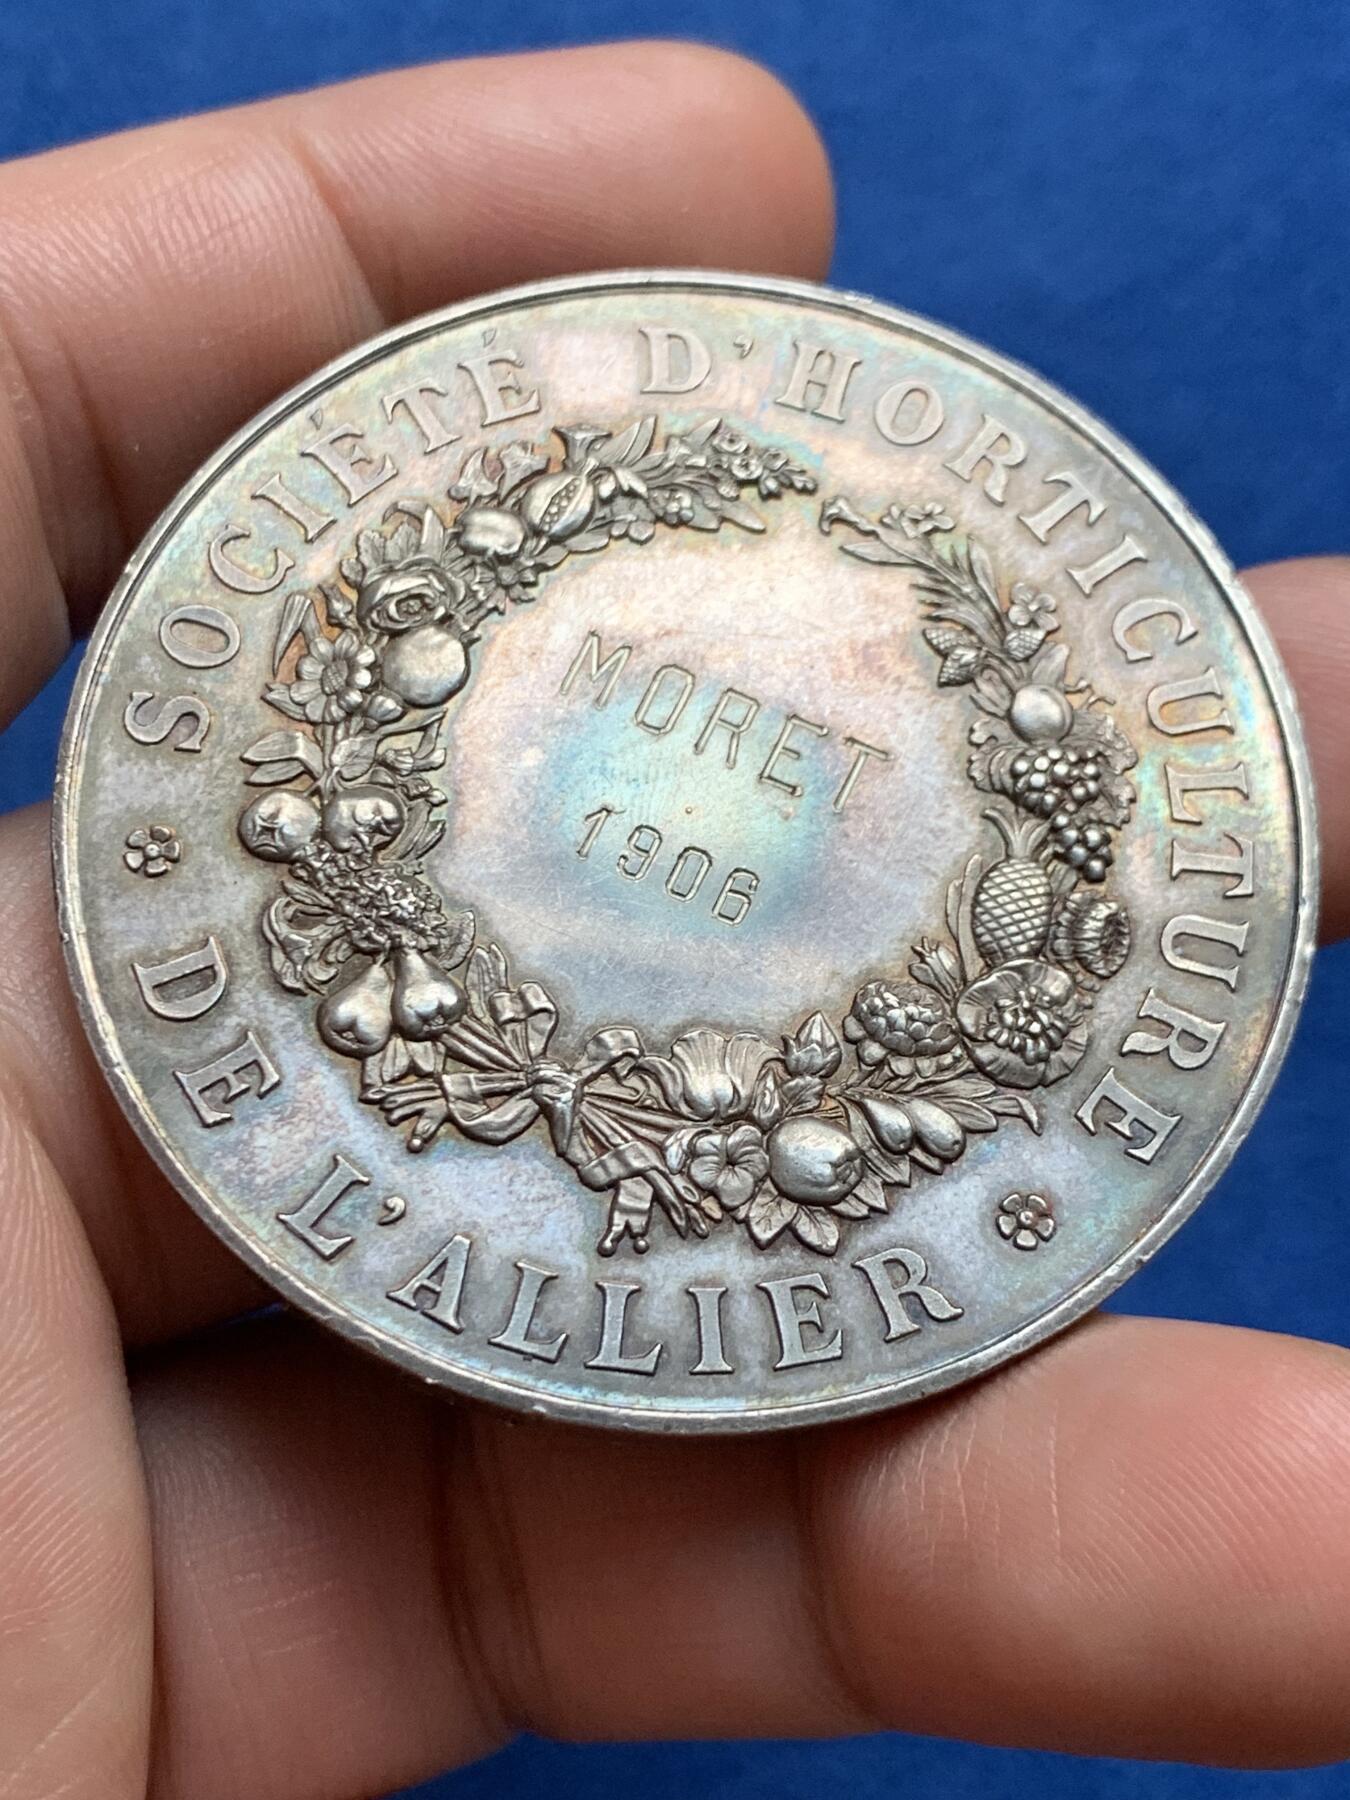 SOCIÉTÉ D'HORTICULTURE
DE L'ALLIER
MORET
1906